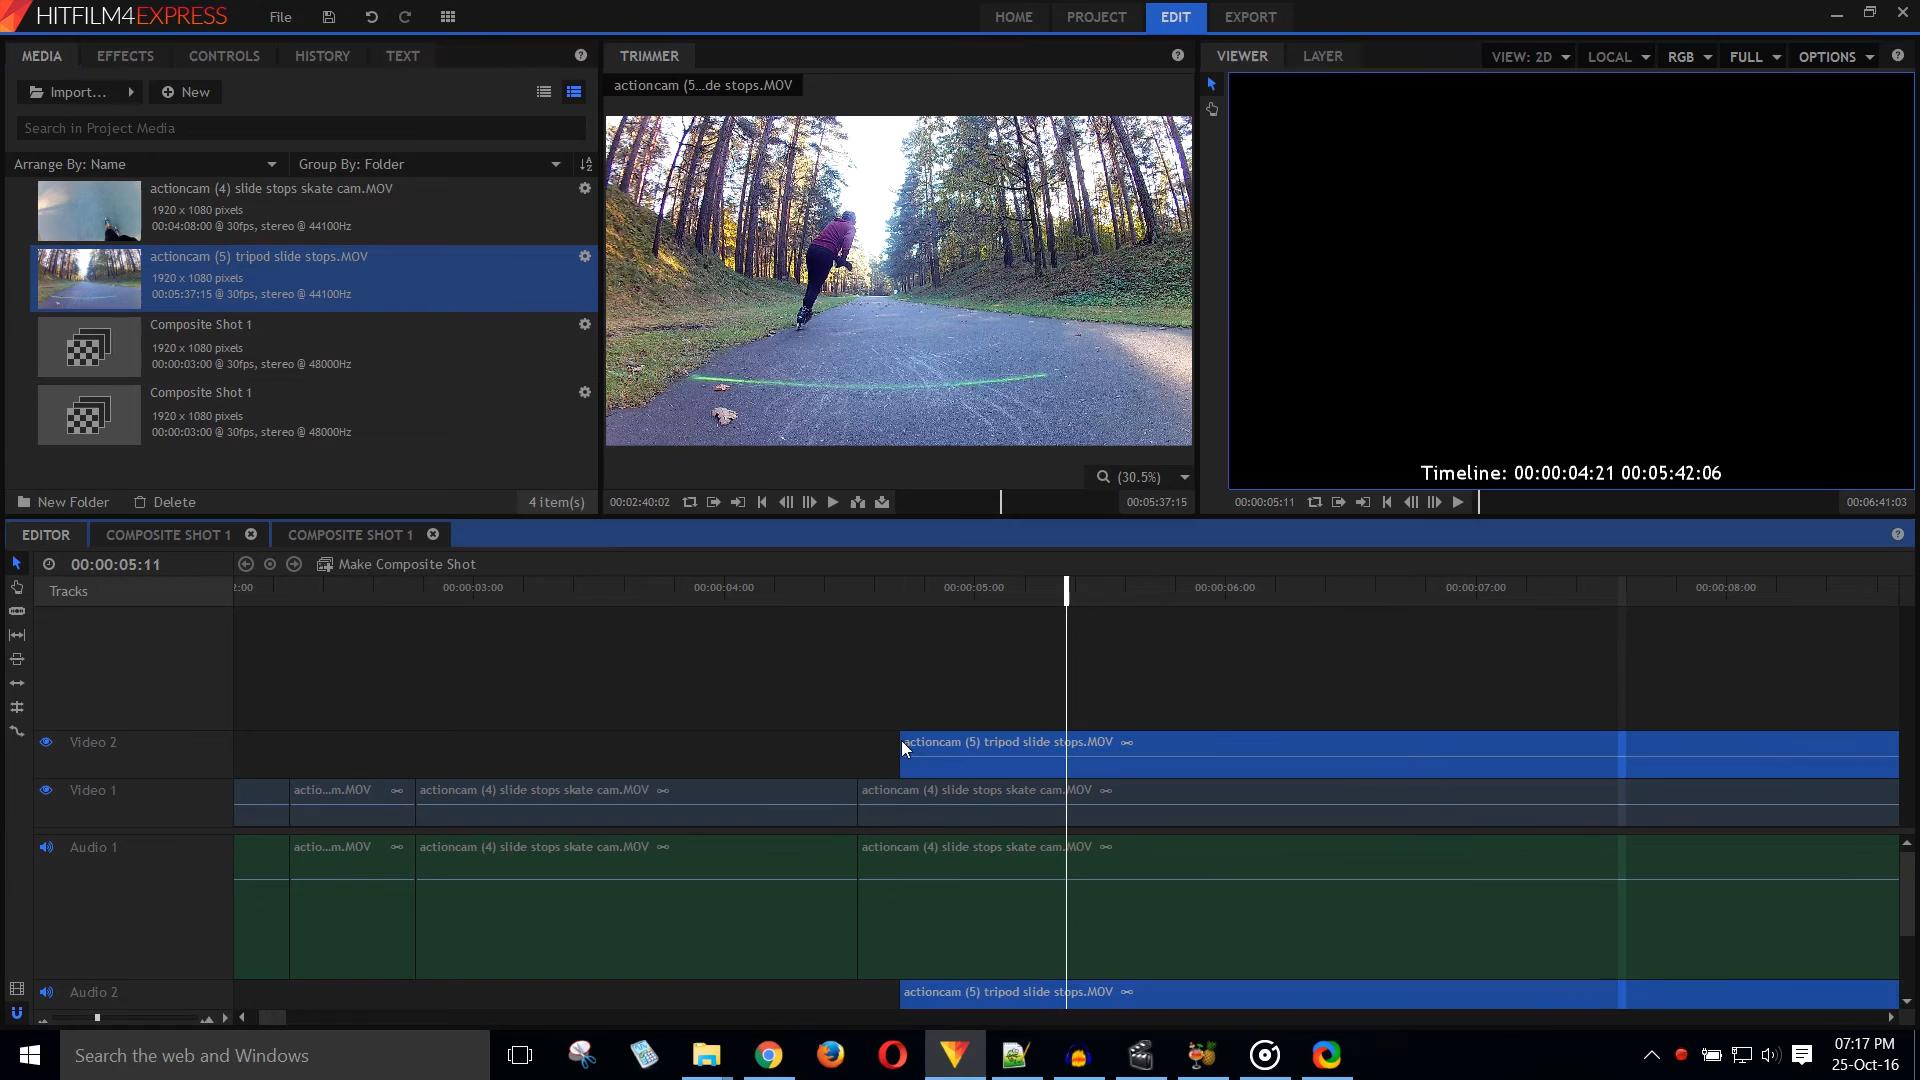 HITFILM4EXPRESS
File
HOME
PROJECT
EDIT
EXPORT
MEDIA
EFFECTS
CONTROLS
HISTORY
TEXT
Import...
New
Search in Project Media
Arrange By: Name
Group By: Folder
actioncam (4) slide stops skate cam.MOV
1920 x 1080 pixels
00:04:08:00 @ 30fps, stereo @ 44100Hz
actioncam (5) tripod slide stops.MOV
1920 x 1080 pixels
00:05:37:15 @ 30fps, stereo @ 44100Hz
Composite Shot 1
1920 x 1080 pixels
00:00:03:00 @ 30fps, stereo @ 48000Hz
Composite Shot 1
1920 x 1080 pixels
00:00:03:00 @ 30fps, stereo @ 48000Hz
New Folder
Delete
4 item(s)
TRIMMER
actioncam (5...de stops.MOV
(30.5%)
00:02:40:02
00:05:37:15
VIEWER
LAYER
VIEW: 2D
LOCAL
RGB
FULL
OPTIONS
Timeline: 00:00:04:21 00:05:42:06
00:00:05:11
00:06:41:03
EDITOR
COMPOSITE SHOT 1
COMPOSITE SHOT 1
00:00:05:11
Make Composite Shot
Tracks
2:00
00:00:03:00
00:00:04:00
00:00:05:00
00:00:06:00
00:00:07:00
00:00:08:00
Video 2
actioncam (5) tripod slide stops.MOV
Video 1
actio...m.MOV
actioncam (4) slide stops skate cam.MOV
actioncam (4) slide stops skate cam.MOV
Audio 1
actio...m.MOV
actioncam (4) slide stops skate cam.MOV
actioncam (4) slide stops skate cam.MOV
Audio 2
actioncam (5) tripod slide stops.MOV
Search the web and Windows
07:17 PM
25-Oct-16